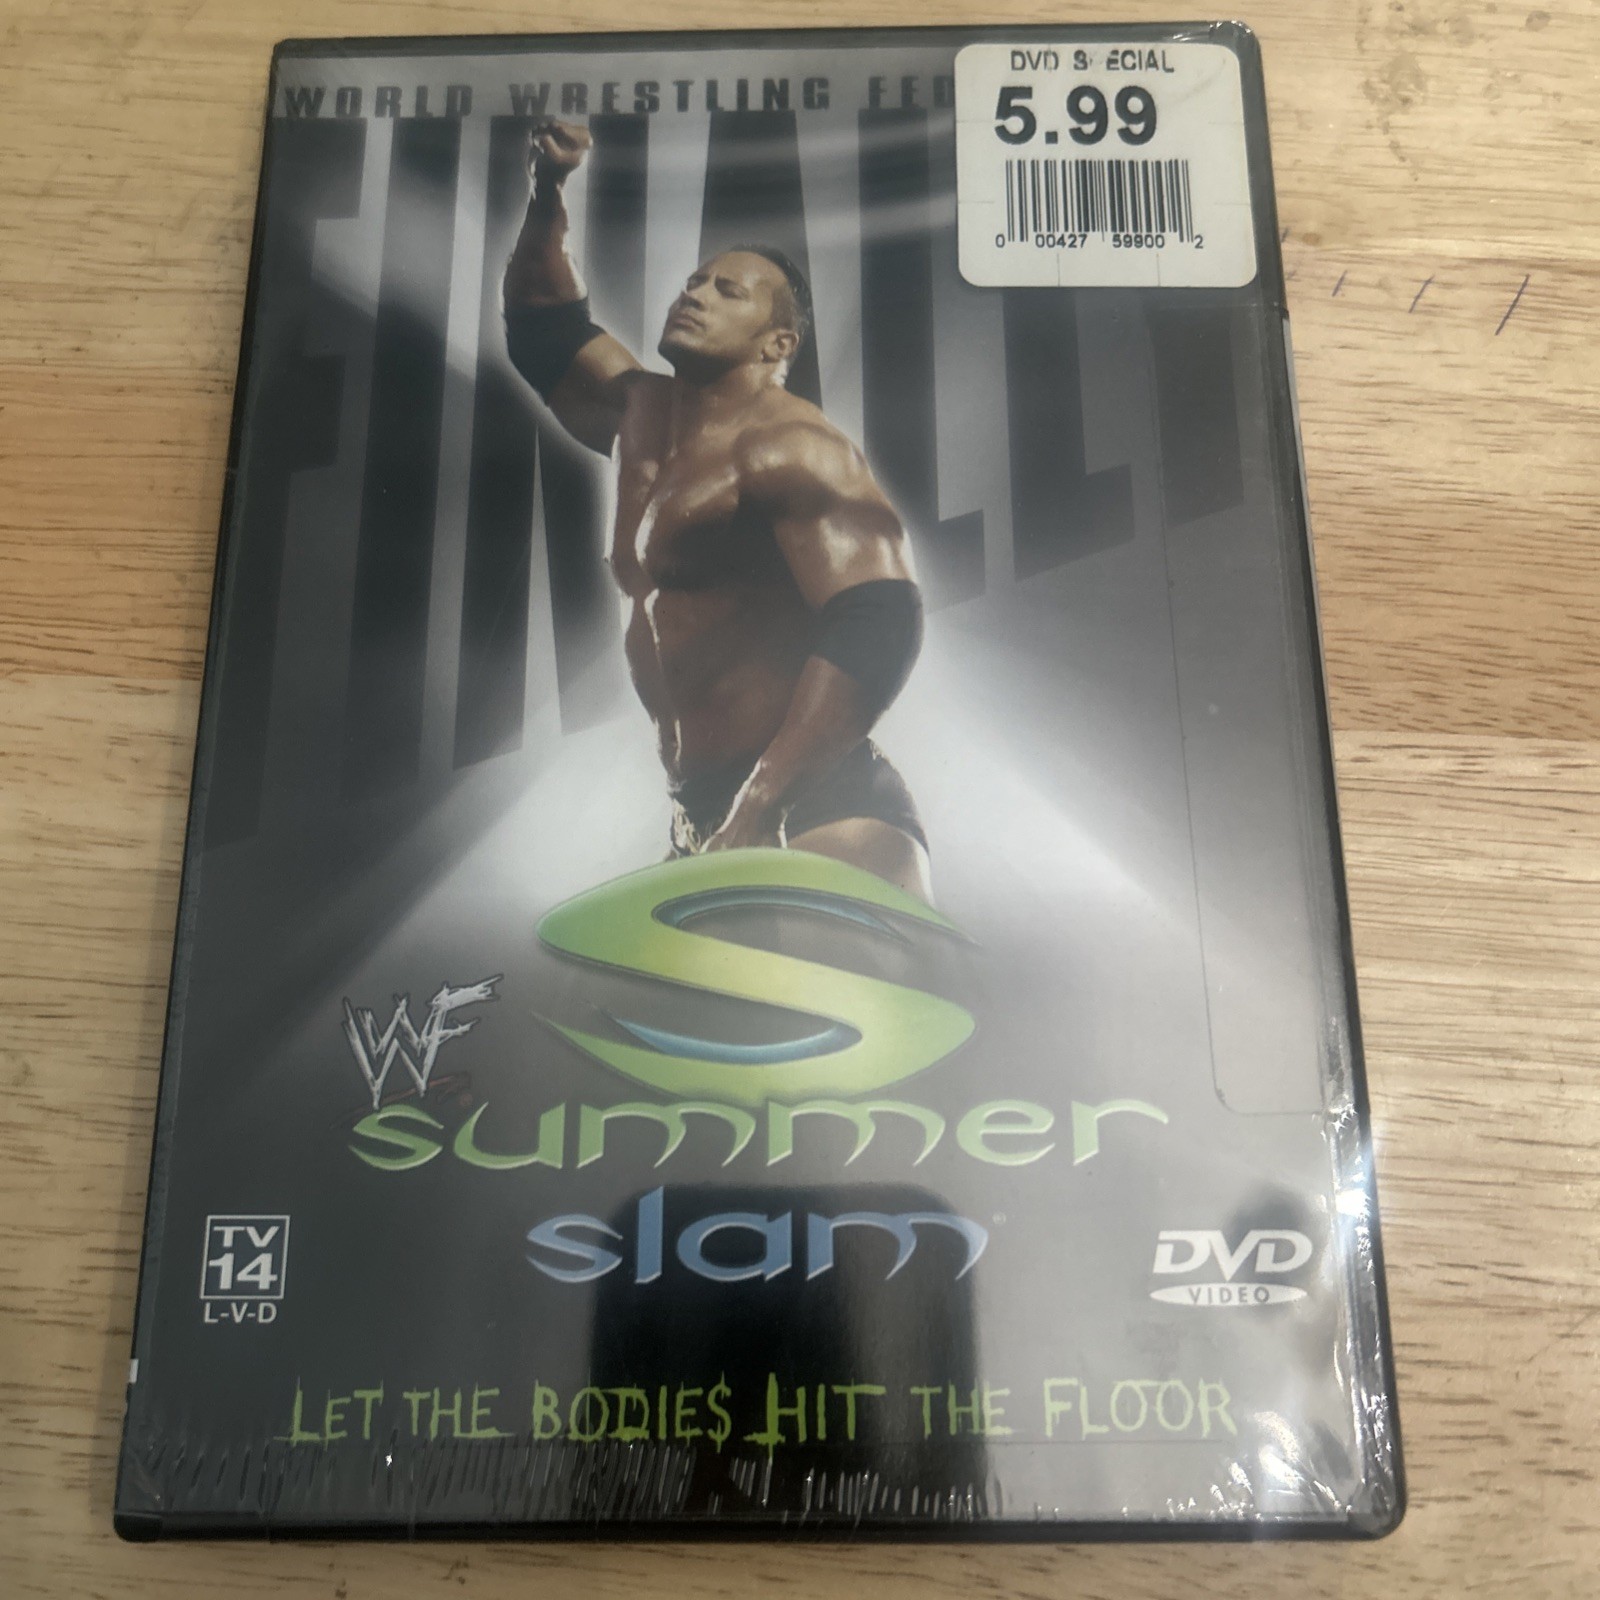 WORLD WRESTLING FED
DVD S ECIAL
5.99
0 00427 59900 2
FINALLY
WF
S
summer
slam
TV
14
L-V-D
DVD
VIDEO
LET THE BODIES HIT THE FLOOR